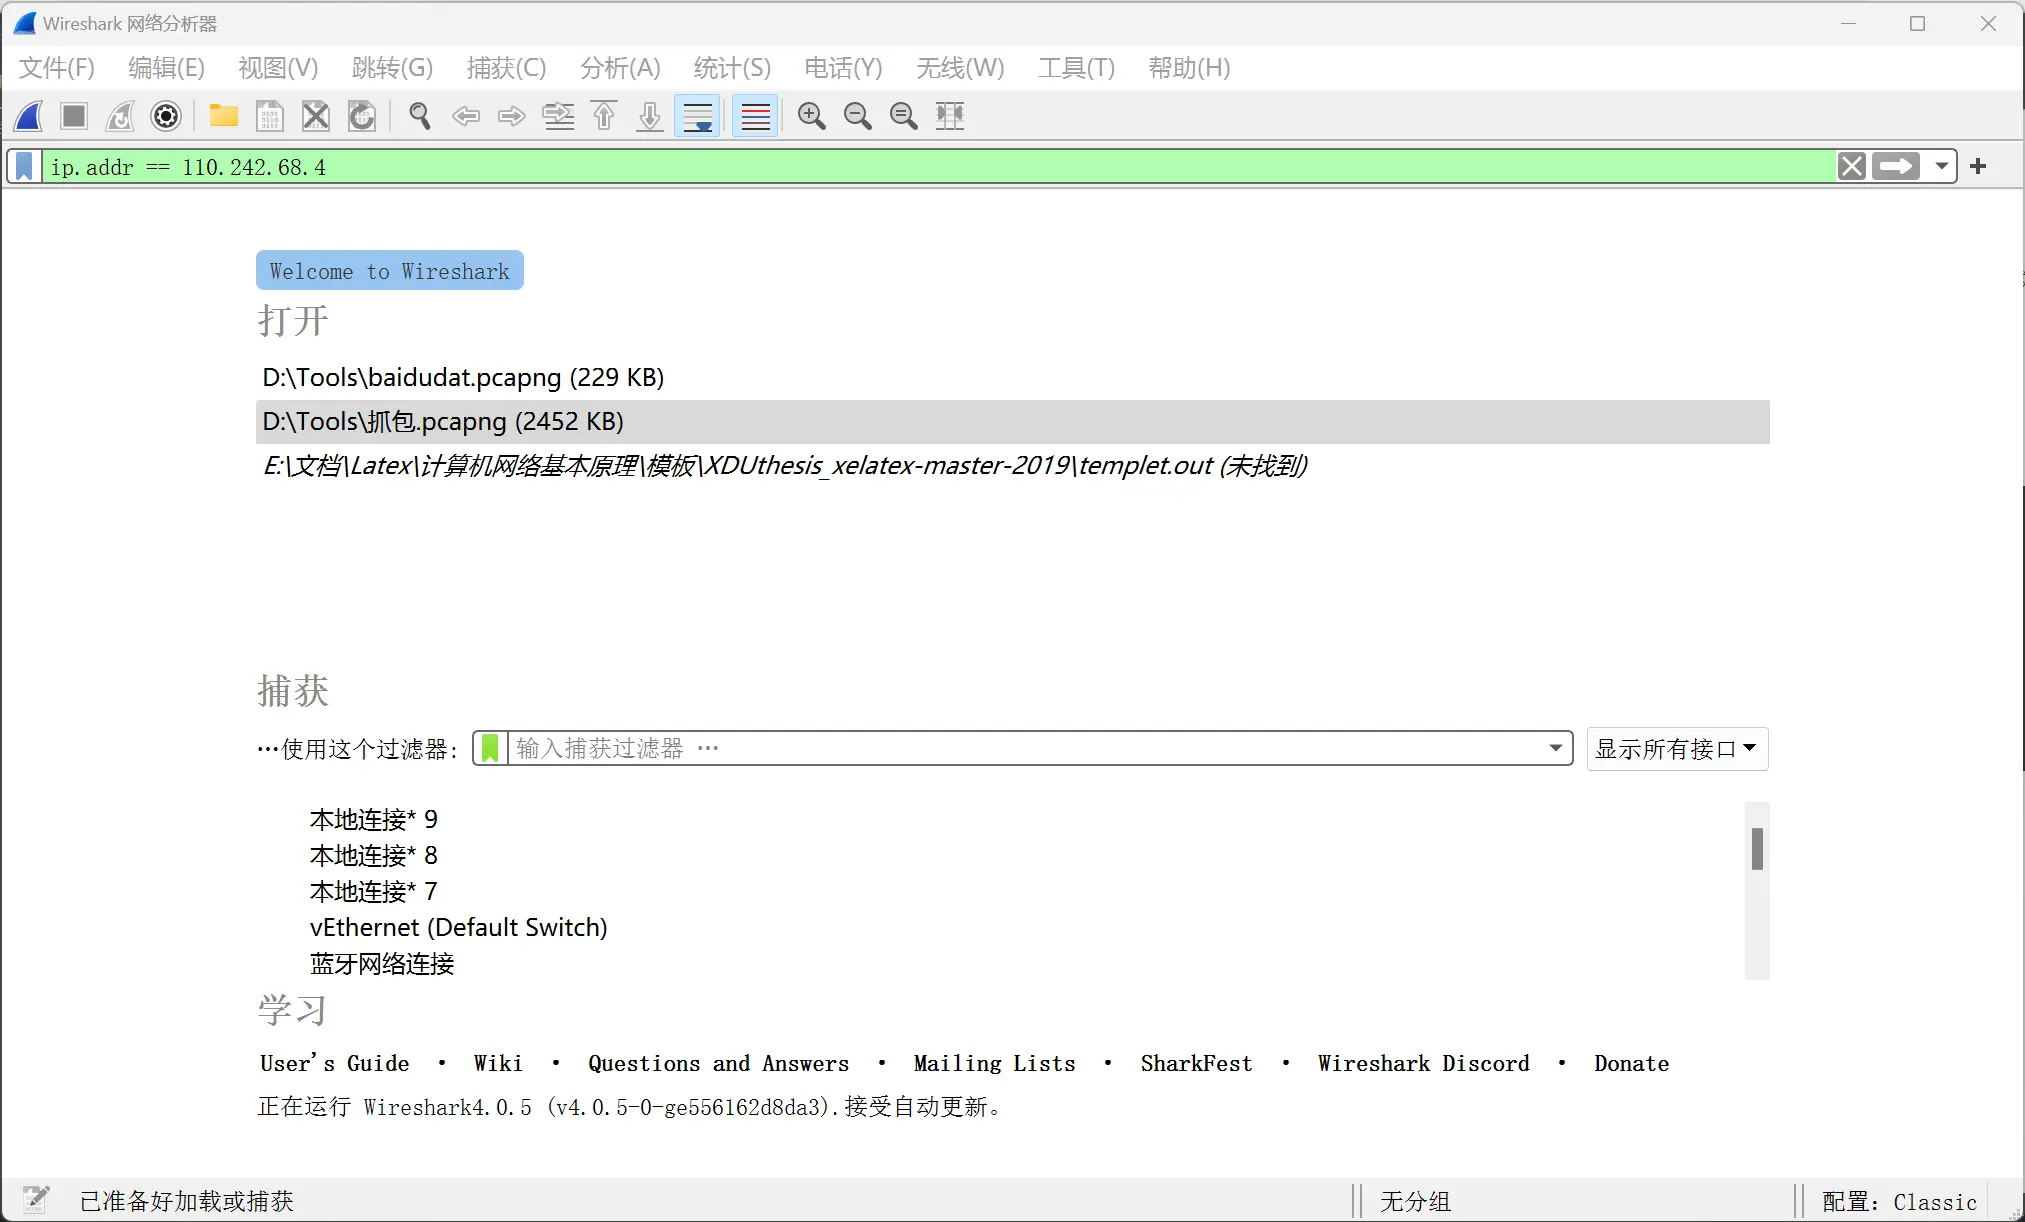 Wireshark 网络分析器
文件(F) 编辑(E) 视图(V) 跳转(G) 捕获(C) 分析(A) 统计(S) 电话(Y) 无线(W) 工具(T) 帮助(H)
ip.addr == 110.242.68.4
Welcome to Wireshark
打开
D:\Tools\baidudat.pcapng (229 KB)
D:\Tools\抓包.pcapng (2452 KB)
E:\文档\Latex\计算机网络基本原理\模板\XDUthesis_xelatex-master-2019\templet.out (未找到)
捕获
…使用这个过滤器: 输入捕获过滤器 … 显示所有接口
本地连接* 9
本地连接* 8
本地连接* 7
vEthernet (Default Switch)
蓝牙网络连接
学习
User's Guide · Wiki · Questions and Answers · Mailing Lists · SharkFest · Wireshark Discord · Donate
正在运行 Wireshark4.0.5 (v4.0.5-0-ge556162d8da3).接受自动更新。
已准备好加载或捕获 无分组 配置: Classic